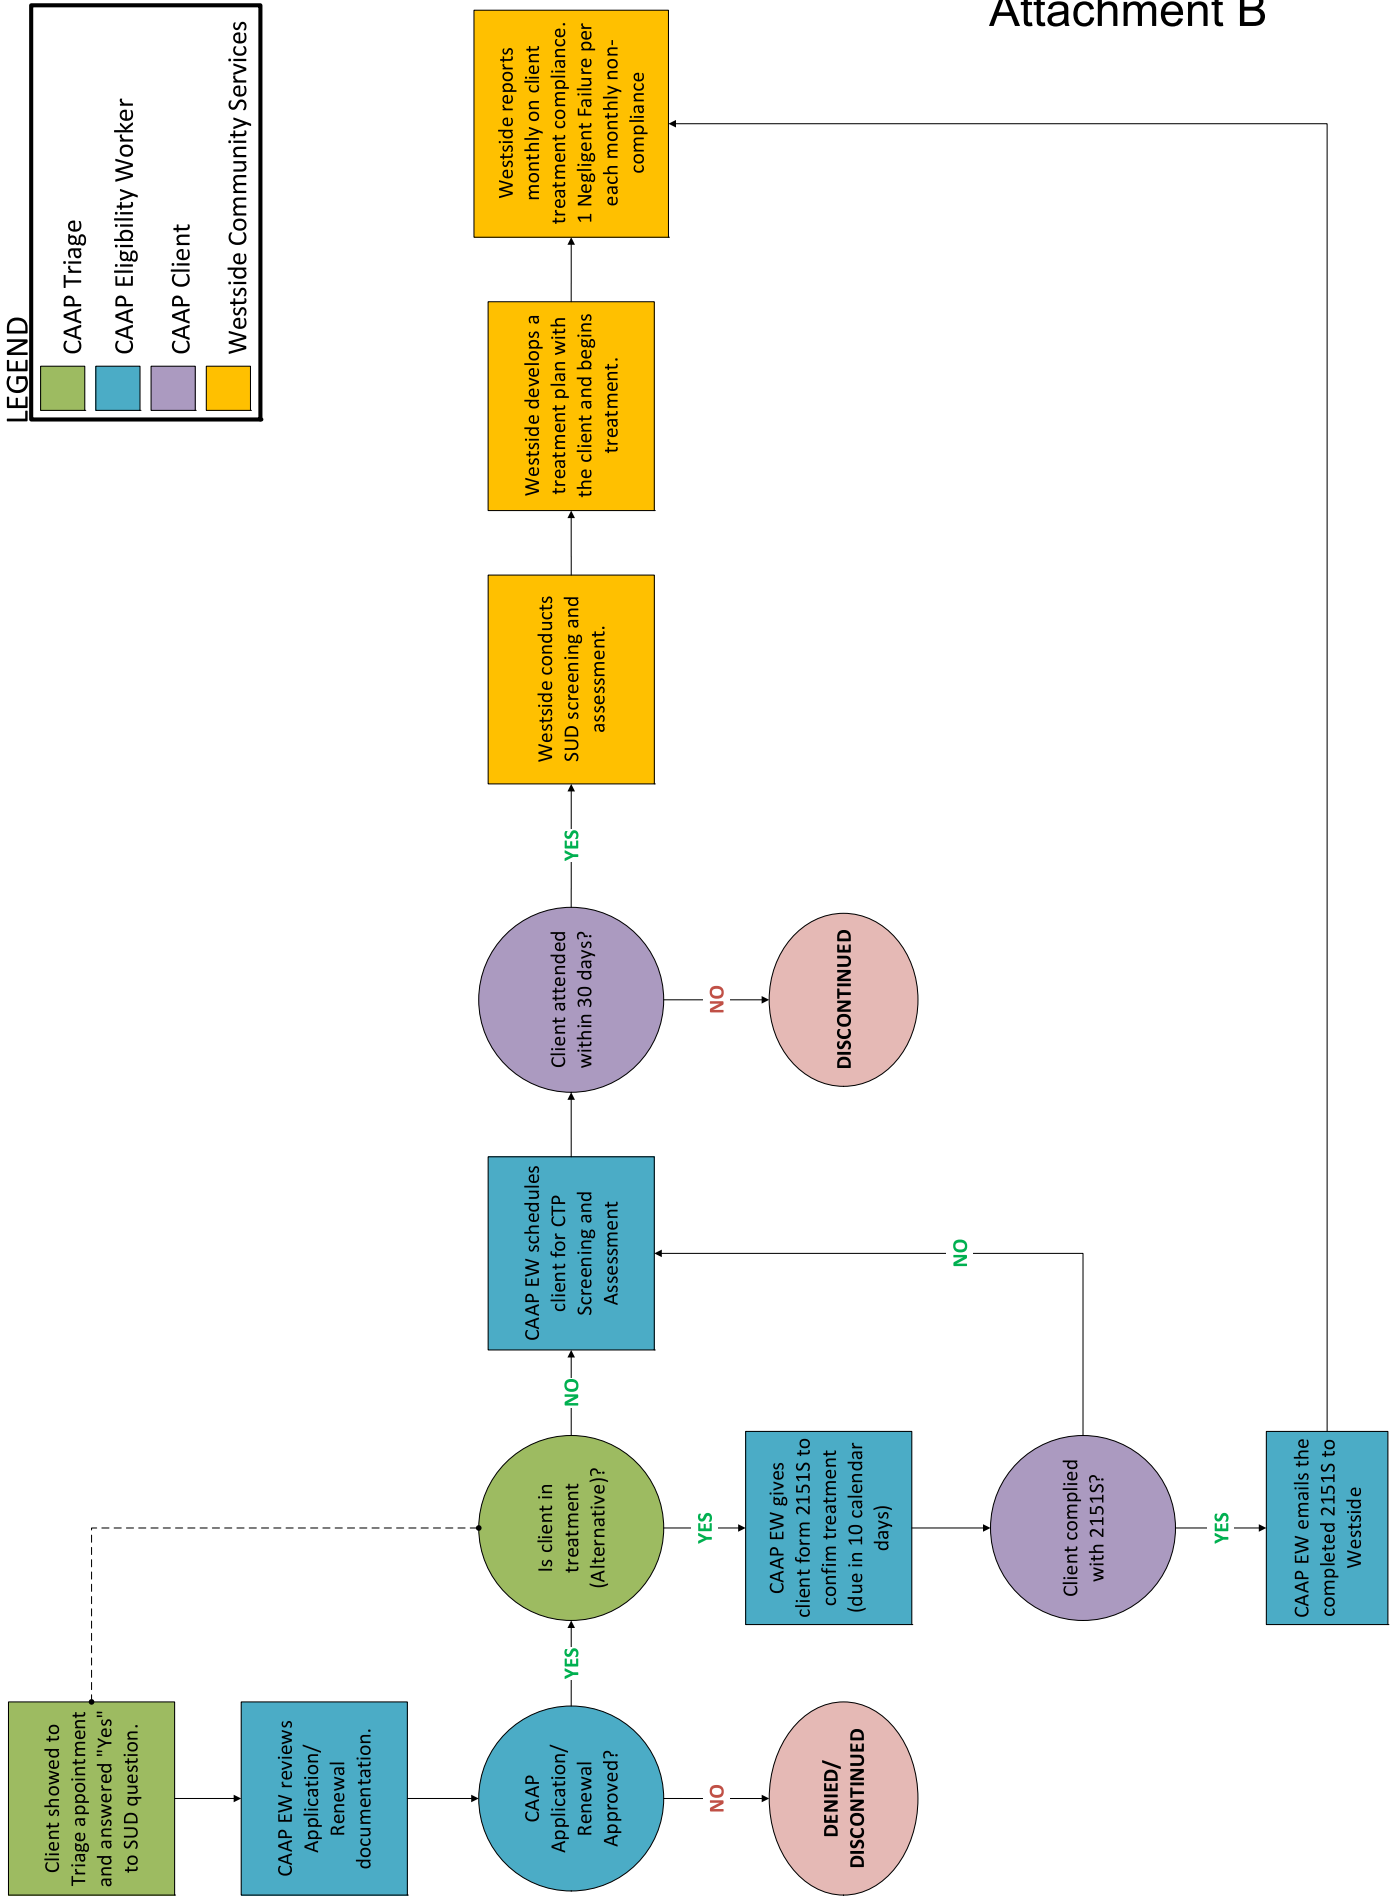 Attachment B
LEGEND
CAAP Triage
CAAP Eligibility Worker
CAAP Client
Westside Community Services
Client showed to
Triage appointment
and answered "Yes"
to SUD question.
CAAP EW reviews
Application/
Renewal
documentation.
CAAP
Application/
Renewal
Approved?
NO
DENIED/
DISCONTINUED
YES
Is client in
treatment
(Alternative)?
YES
CAAP EW gives
client form 2151S to
confim treatment
(due in 10 calendar
days)
Client complied
with 2151S?
YES
CAAP EW emails the
completed 2151S to
Westside
NO
NO
CAAP EW schedules
client for CTP
Screening and
Assessment
Client attended
within 30 days?
NO
DISCONTINUED
YES
Westside conducts
SUD screening and
assessment.
Westside develops a
treatment plan with
the client and begins
treatment.
Westside reports
monthly on client
treatment compliance.
1 Negligent Failure per
each monthly non-
compliance